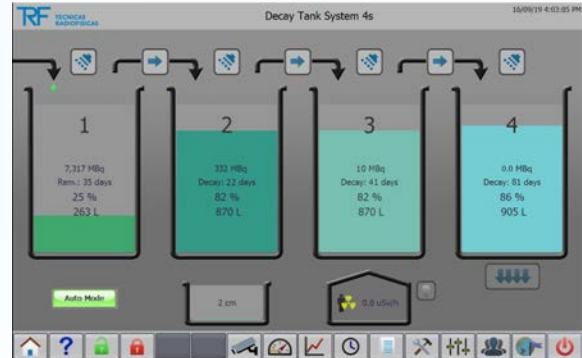 TRF TECNICAS
RADIOFISICAS
Decay Tank System 4s
16/09/19 4:03:05 PM
1
7,317 MBq
Rem.: 35 days
25 %
263 L
2
332 MBq
Decay: 22 days
82 %
870 L
3
10 MBq
Decay: 41 days
82 %
870 L
4
0.0 MBq
Decay: 81 days
86 %
905 L
Auto Mode
2 cm
0.6 uSv/h
?